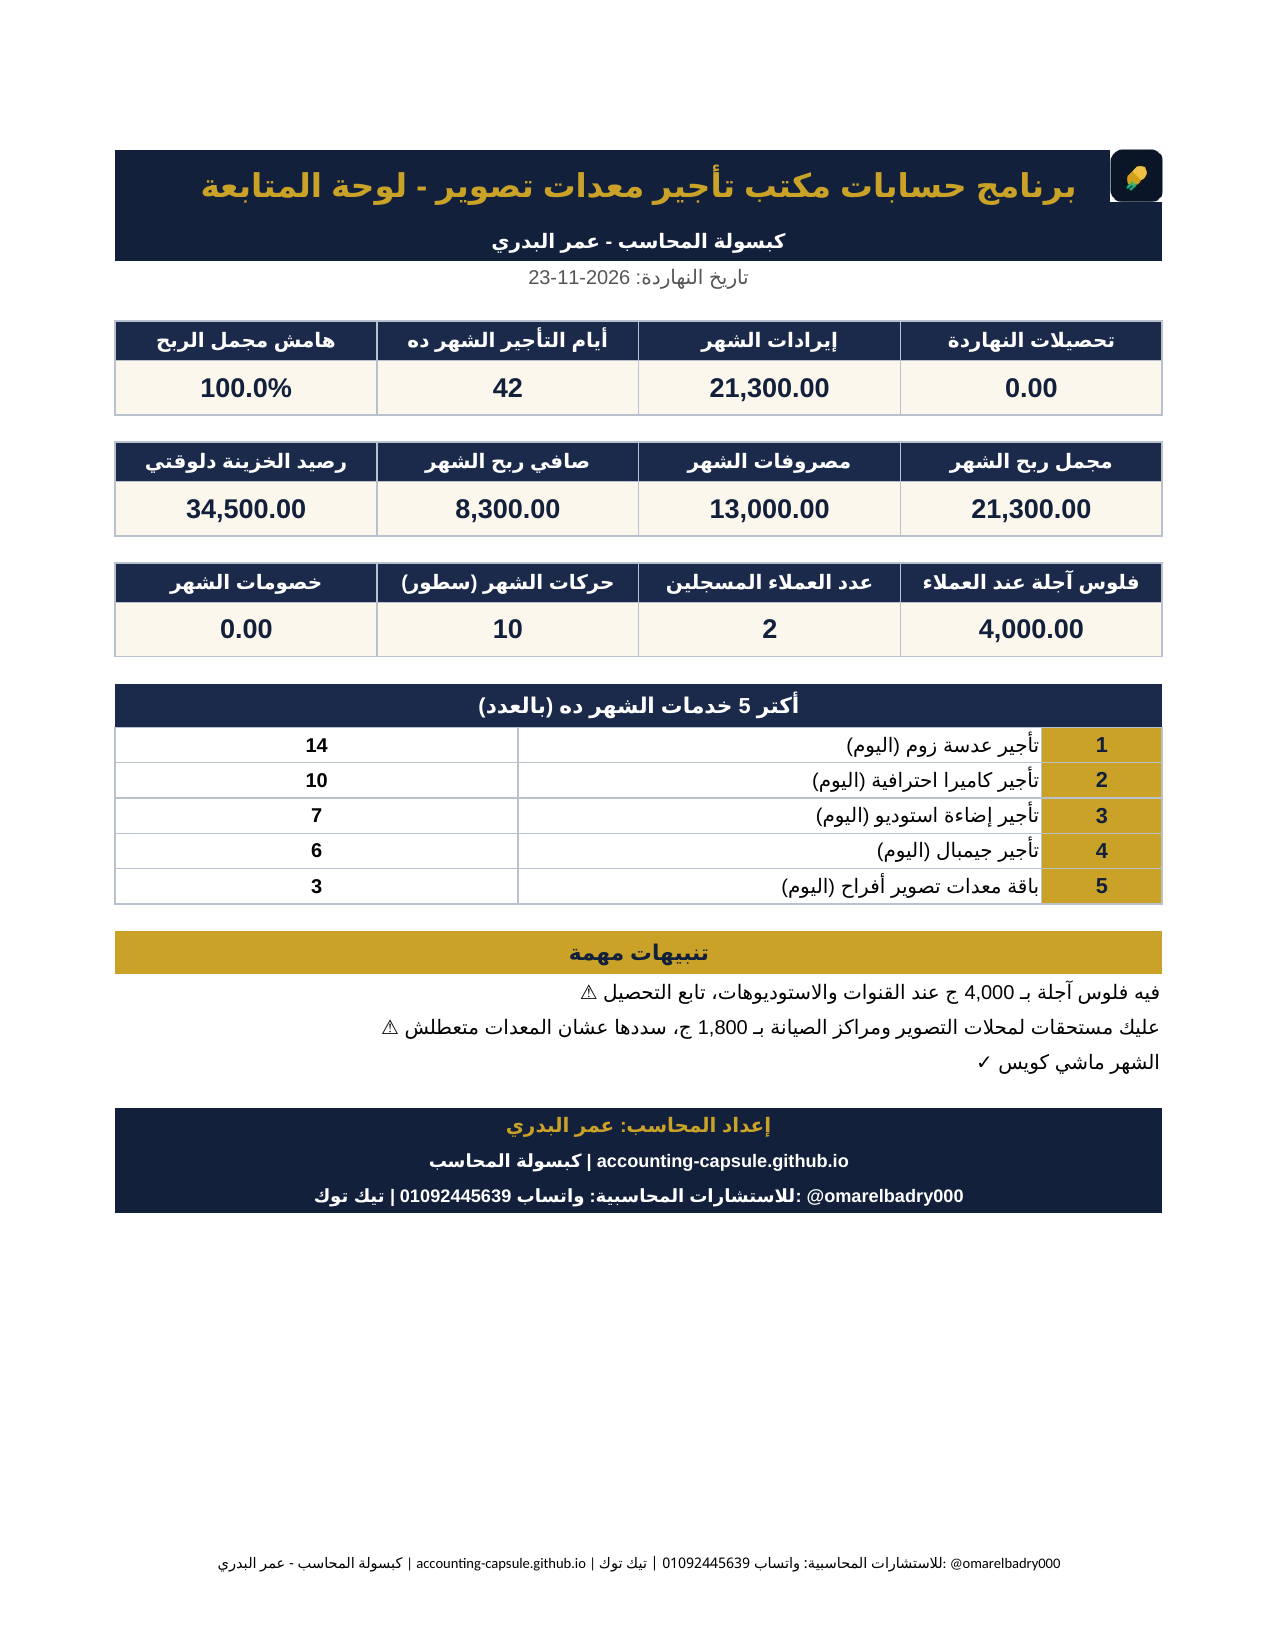 برنامج حسابات مكتب تأجير معدات تصوير - لوحة المتابعة
كبسولة المحاسب - عمر البدري
تاريخ النهاردة: 2026-11-23
تحصيلات النهاردة إيرادات الشهر أيام التأجير الشهر ده هامش مجمل الربح
0.00 21,300.00 42 100.0%
مجمل ربح الشهر مصروفات الشهر صافي ربح الشهر رصيد الخزينة دلوقتي
21,300.00 13,000.00 8,300.00 34,500.00
فلوس آجلة عند العملاء عدد العملاء المسجلين حركات الشهر (سطور) خصومات الشهر
4,000.00 2 10 0.00
أكتر 5 خدمات الشهر ده (بالعدد)
1 تأجير عدسة زوم (اليوم) 14
2 تأجير كاميرا احترافية (اليوم) 10
3 تأجير إضاءة استوديو (اليوم) 7
4 تأجير جيمبال (اليوم) 6
5 باقة معدات تصوير أفراح (اليوم) 3
تنبيهات مهمة
فيه فلوس آجلة بـ 4,000 ج عند القنوات والاستوديوهات، تابع التحصيل ⚠
عليك مستحقات لمحلات التصوير ومراكز الصيانة بـ 1,800 ج، سددها عشان المعدات متعطلش ⚠
الشهر ماشي كويس ✓
إعداد المحاسب: عمر البدري
كبسولة المحاسب | accounting-capsule.github.io
للاستشارات المحاسبية: واتساب 01092445639 | تيك توك: @omarelbadry000
كبسولة المحاسب - عمر البدري | accounting-capsule.github.io | للاستشارات المحاسبية: واتساب 01092445639 | تيك توك: @omarelbadry000